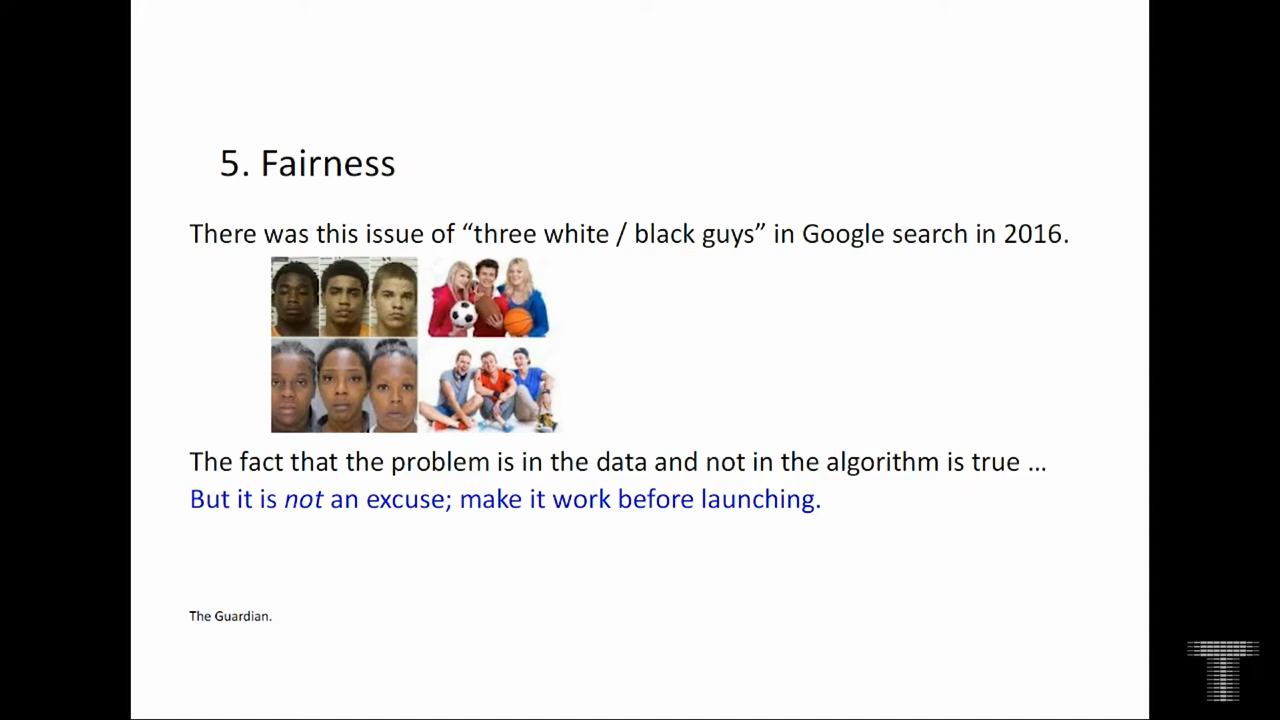 5. Fairness
There was this issue of “three white / black guys” in Google search in 2016.
The fact that the problem is in the data and not in the algorithm is true ...
But it is not an excuse; make it work before launching.
The Guardian.
T